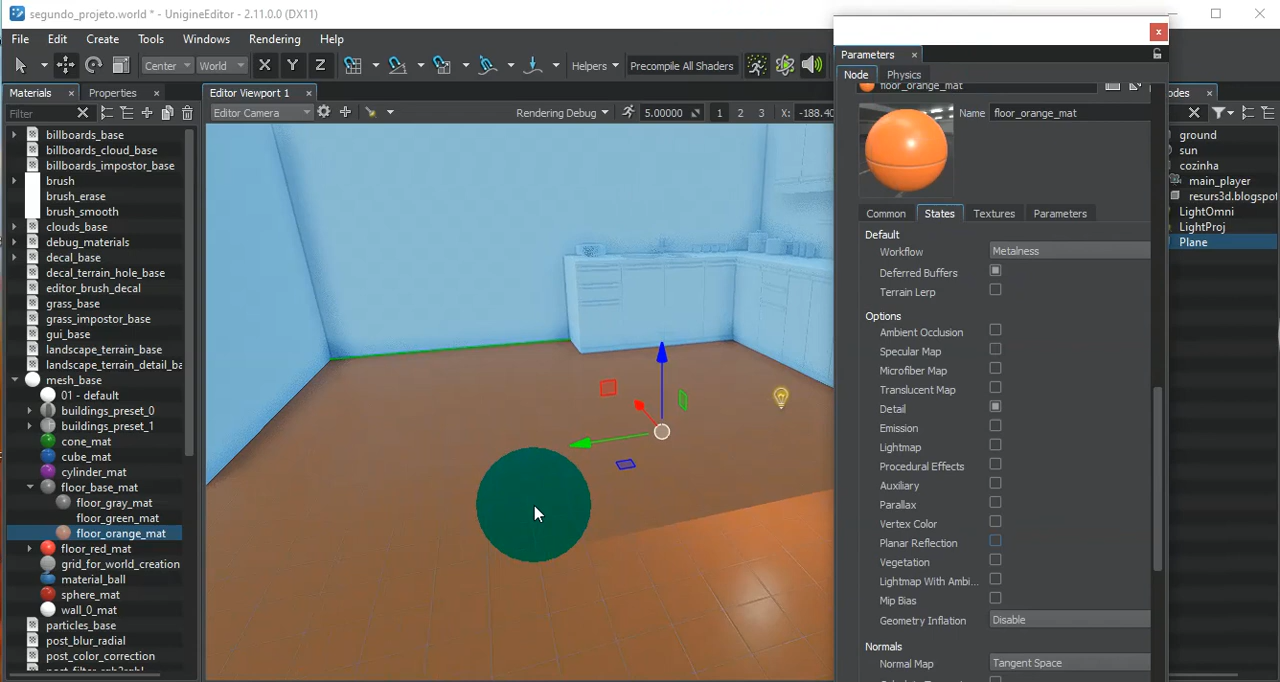 segundo_projeto.world * - UnigineEditor - 2.11.0.0 (DX11)
File Edit Create Tools Windows Rendering Help
Center World X Y Z Helpers Precompile All Shaders
Materials Properties
Filter
billboards_base
billboards_cloud_base
billboards_impostor_base
brush
brush_erase
brush_smooth
clouds_base
debug_materials
decal_base
decal_terrain_hole_base
editor_brush_decal
grass_base
grass_impostor_base
gui_base
landscape_terrain_base
landscape_terrain_detail_ba
mesh_base
01 - default
buildings_preset_0
buildings_preset_1
cone_mat
cube_mat
cylinder_mat
floor_base_mat
floor_gray_mat
floor_green_mat
floor_orange_mat
floor_red_mat
grid_for_world_creation
material_ball
sphere_mat
wall_0_mat
particles_base
post_blur_radial
post_color_correction
Editor Viewport 1
Editor Camera Rendering Debug 5.00000 1 2 3 X: -188.40
Parameters
Node Physics
floor_orange_mat
Name floor_orange_mat
Common States Textures Parameters
Default
Workflow Metalness
Deferred Buffers
Terrain Lerp
Options
Ambient Occlusion
Specular Map
Microfiber Map
Translucent Map
Detail
Emission
Lightmap
Procedural Effects
Auxiliary
Parallax
Vertex Color
Planar Reflection
Vegetation
Lightmap With Ambi...
Mip Bias
Geometry Inflation Disable
Normals
Normal Map Tangent Space
odes
ground
sun
cozinha
main_player
resurs3d.blogspot
LightOmni
LightProj
Plane